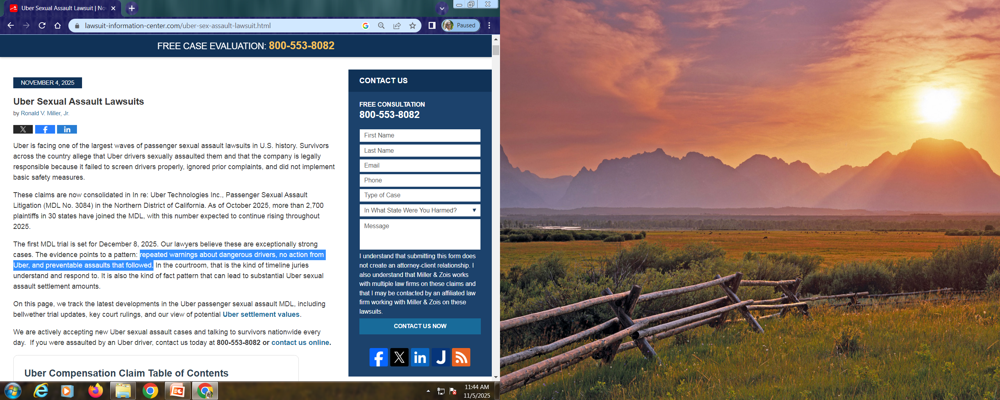 Uber Sexual Assault Lawsuit | Nov
lawsuit-information-center.com/uber-sex-assault-lawsuit.html
Paused
FREE CASE EVALUATION: 800-553-8082
NOVEMBER 4, 2025
Uber Sexual Assault Lawsuits
by Ronald V. Miller, Jr.
Uber is facing one of the largest waves of passenger sexual assault lawsuits in U.S. history. Survivors
across the country allege that Uber drivers sexually assaulted them and that the company is legally
responsible because it failed to screen drivers properly, ignored prior complaints, and did not implement
basic safety measures.
These claims are now consolidated in In re: Uber Technologies Inc., Passenger Sexual Assault
Litigation (MDL No. 3084) in the Northern District of California. As of October 2025, more than 2,700
plaintiffs in 30 states have joined the MDL, with this number expected to continue rising throughout
2025.
The first MDL trial is set for December 8, 2025. Our lawyers believe these are exceptionally strong
cases. The evidence points to a pattern: repeated warnings about dangerous drivers, no action from
Uber, and preventable assaults that followed. In the courtroom, that is the kind of timeline juries
understand and respond to. It is also the kind of fact pattern that can lead to substantial Uber sexual
assault settlement amounts.
On this page, we track the latest developments in the Uber passenger sexual assault MDL, including
bellwether trial updates, key court rulings, and our view of potential Uber settlement values.
We are actively accepting new Uber sexual assault cases and talking to survivors nationwide every
day.  If you were assaulted by an Uber driver, contact us today at 800-553-8082 or contact us online.
Uber Compensation Claim Table of Contents
CONTACT US
FREE CONSULTATION
800-553-8082
First Name
Last Name
Email
Phone
Type of Case
In What State Were You Harmed?
Message
I understand that submitting this form does
not create an attorney-client relationship. I
also understand that Miller & Zois works
with multiple law firms on these claims and
that I may be contacted by an affiliated law
firm working with Miller & Zois on these
lawsuits.
CONTACT US NOW
11:44 AM
11/5/2025